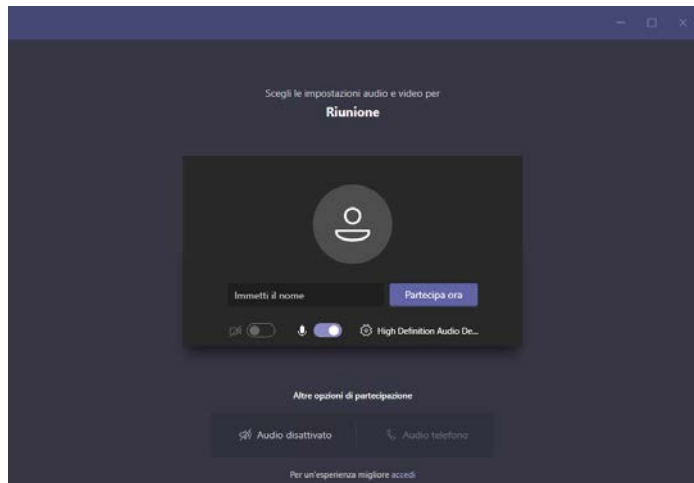 Scegli le impostazioni audio e video per
Riunione
Immetti il nome
Partecipa ora
High Definition Audio De...
Altre opzioni di partecipazione
Audio disattivato
Audio telefono
Per un'esperienza migliore accedi